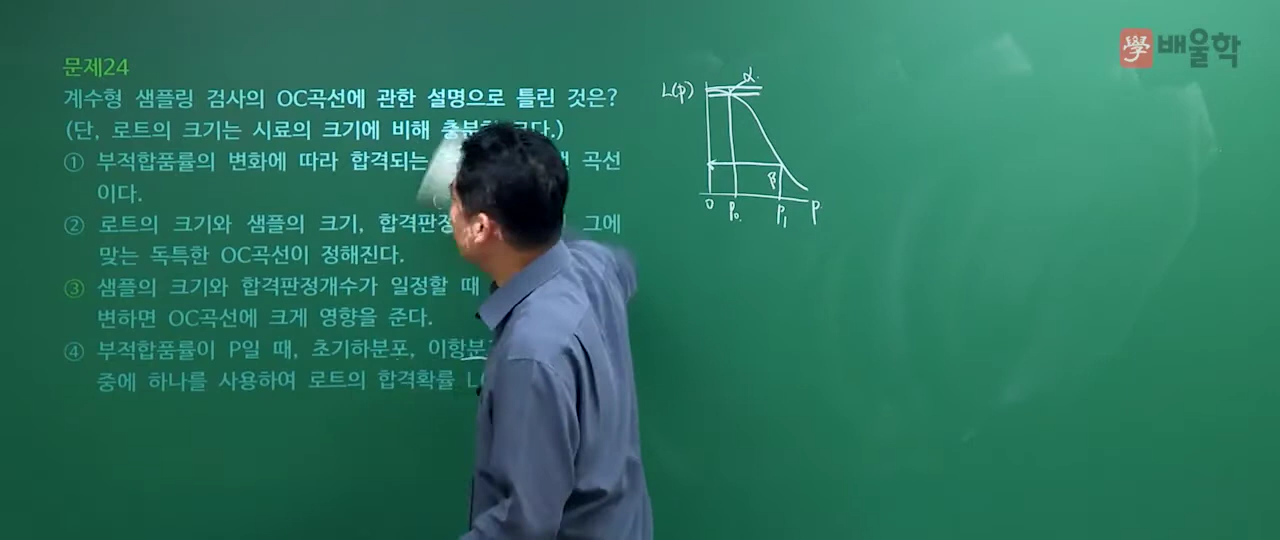 문제24
계수형 샘플링 검사의 OC곡선에 관한 설명으로 틀린 것은?
(단, 로트의 크기는 시료의 크기에 비해
① 부적합품률의 변화에 따라 합격되는 곡선
이다.
② 로트의 크기와 샘플의 크기, 그에
맞는 독특한 OC곡선이 정해진다.
③ 샘플의 크기와 합격판정개수가 일정할 때
변하면 OC곡선에 크게 영향을 준다.
④ 부적합품률이 P일 때, 초기하분포,
중에 하나를 사용하여 로트의 합격확률
學 배울학
L(p)
α
β
0 P₀ P₁ P